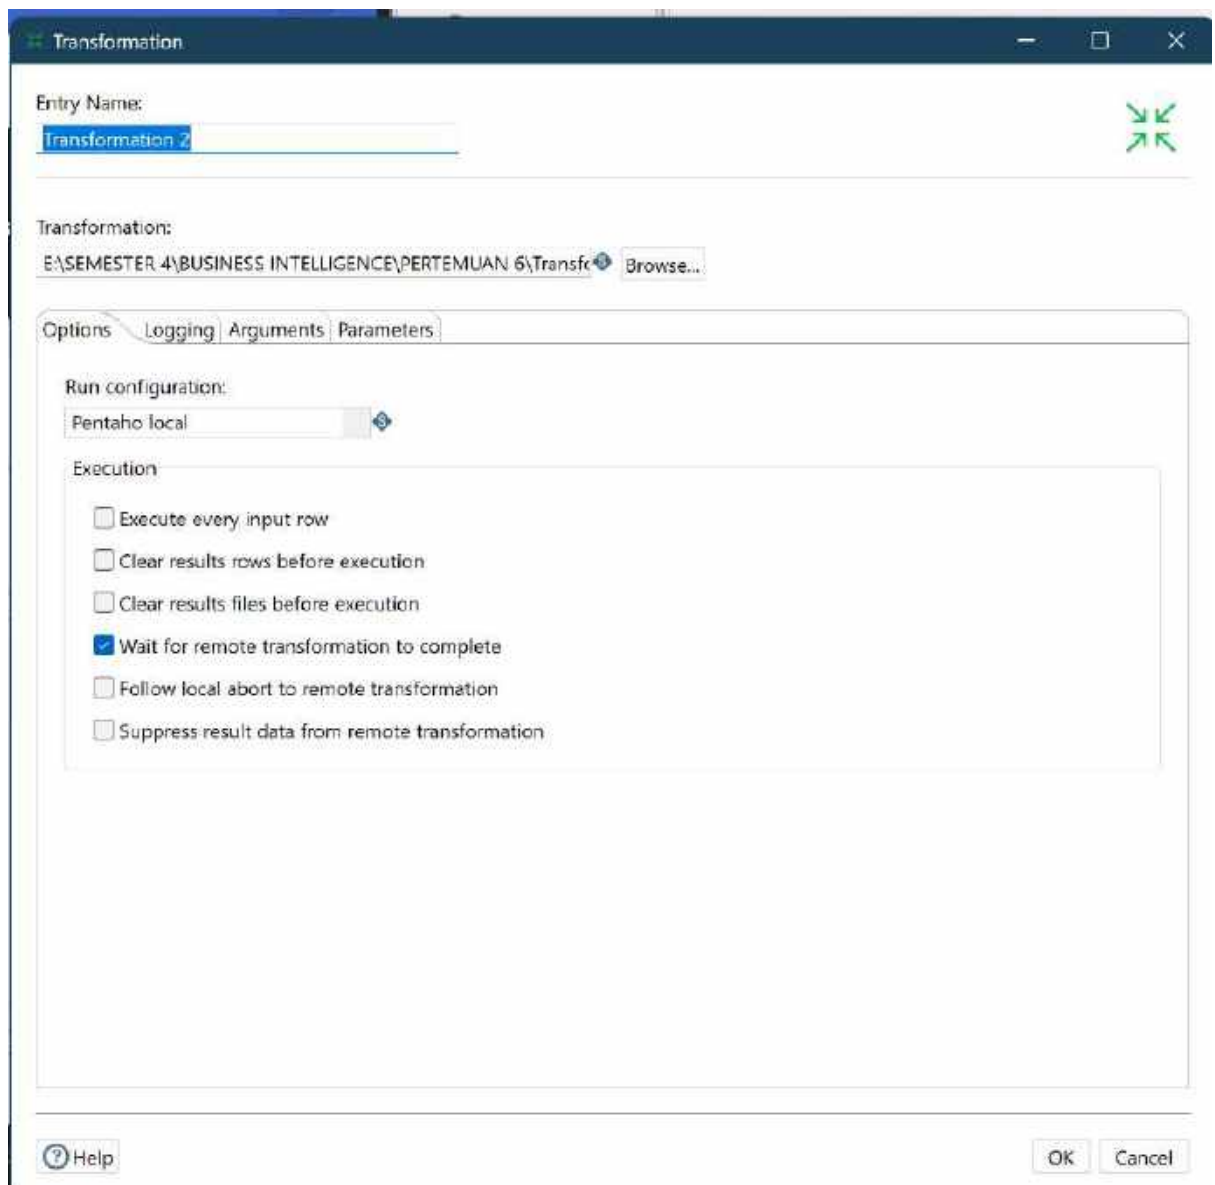 Transformation
Entry Name:
Transformation 2
Transformation:
E:\SEMESTER 4\BUSINESS INTELLIGENCE\PERTEMUAN 6\Transfc
Browse...
Options Logging Arguments Parameters
Run configuration:
Pentaho local
Execution
Execute every input row
Clear results rows before execution
Clear results files before execution
Wait for remote transformation to complete
Follow local abort to remote transformation
Suppress result data from remote transformation
Help OK Cancel